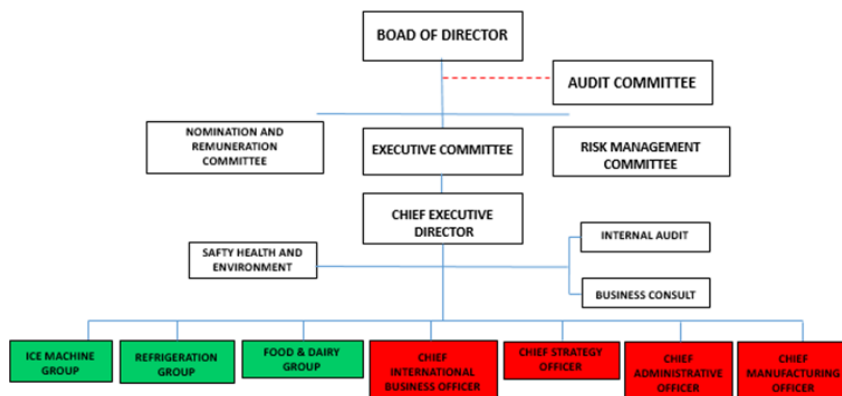 BOAD OF DIRECTOR
AUDIT COMMITTEE
NOMINATION AND
REMUNERATION
COMMITTEE
EXECUTIVE COMMITTEE
RISK MANAGEMENT
COMMITTEE
CHIEF EXECUTIVE
DIRECTOR
SAFTY HEALTH AND
ENVIRONMENT
INTERNAL AUDIT
BUSINESS CONSULT
ICE MACHINE
GROUP
REFRIGERATION
GROUP
FOOD & DAIRY
GROUP
CHIEF
INTERNATIONAL
BUSINESS OFFICER
CHIEF STRATEGY
OFFICER
CHIEF
ADMINISTRATIVE
OFFICER
CHIEF
MANUFACTURING
OFFICER